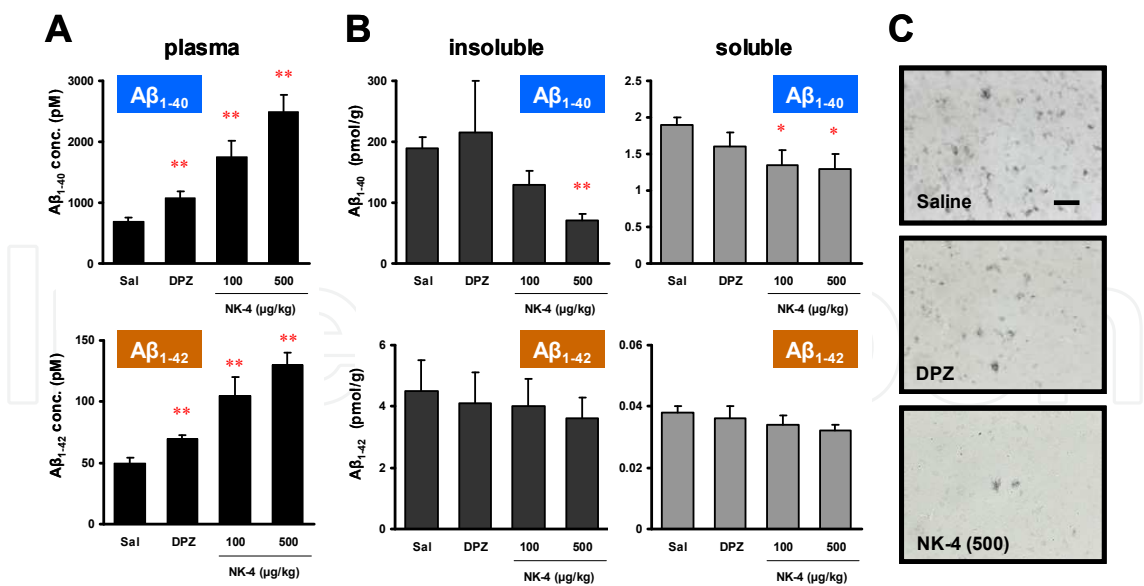 A
B
C
plasma
insoluble
soluble
Aβ1-40 conc. (pM)
3000
2000
1000
0
Aβ1-40
**
**
**
Sal
DPZ
100
500
NK-4 (µg/kg)
Aβ1-40 (pmol/g)
300
200
100
0
Aβ1-40
**
Sal
DPZ
100
500
NK-4 (µg/kg)
2.5
2
1.5
1
0.5
0
Aβ1-40
*
*
Sal
DPZ
100
500
NK-4 (µg/kg)
Aβ1-42 conc. (pM)
150
100
50
0
Aβ1-42
**
**
**
Sal
DPZ
100
500
NK-4 (µg/kg)
Aβ1-42 (pmol/g)
6
4
2
0
Aβ1-42
Sal
DPZ
100
500
NK-4 (µg/kg)
0.06
0.04
0.02
0
Aβ1-42
Sal
DPZ
100
500
NK-4 (µg/kg)
Saline
DPZ
NK-4 (500)